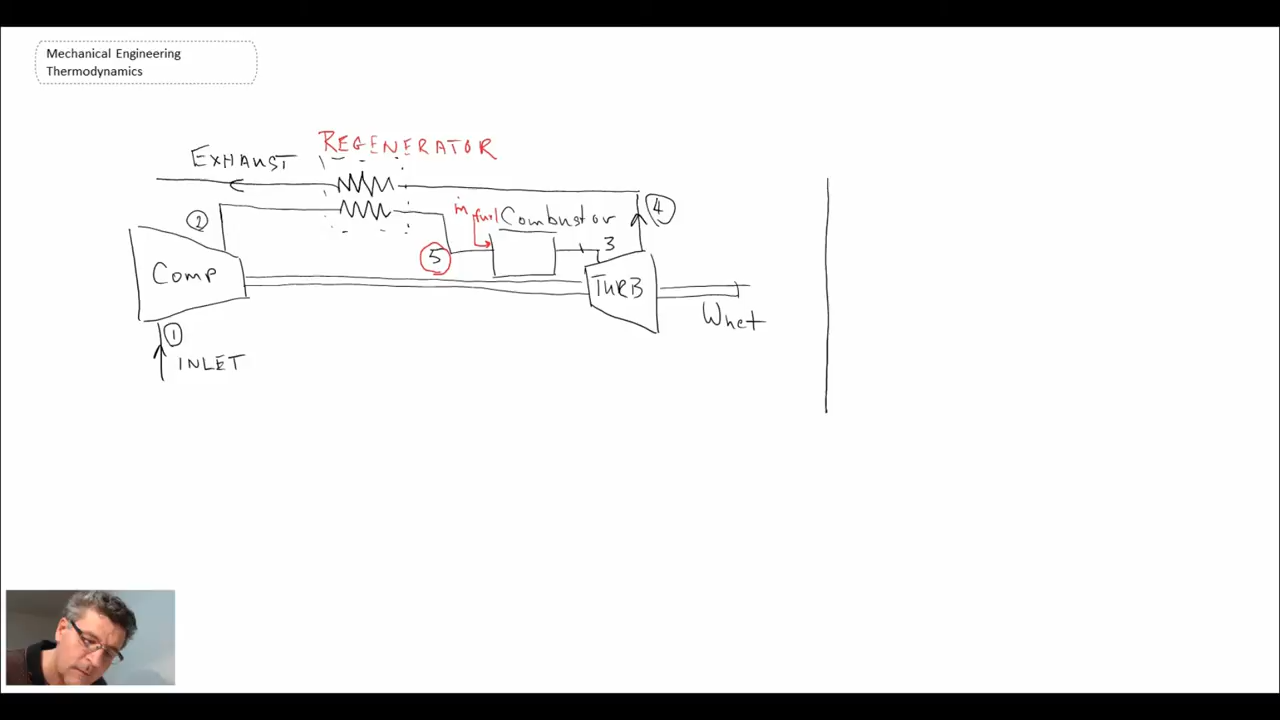 Mechanical Engineering
Thermodynamics
REGENERATOR
EXHAUST
2
4
ṁ fuel Combustor
5
3
Comp
TURB
Wnet
1
INLET